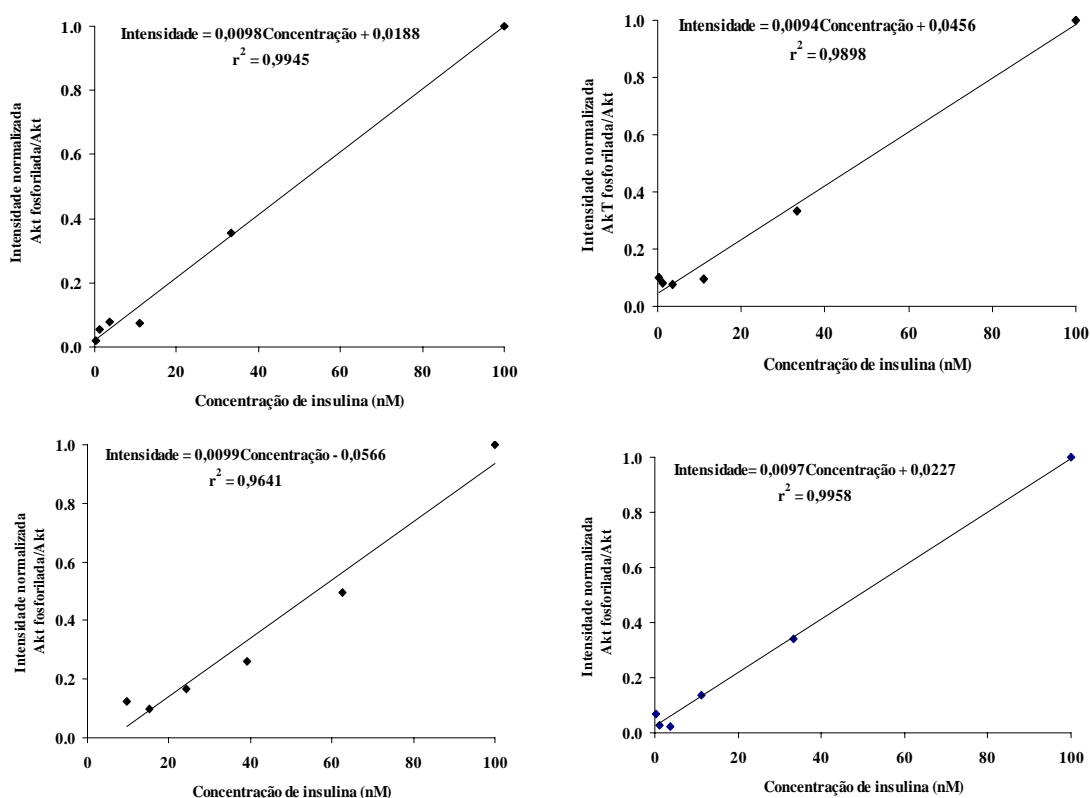 Intensidade = 0,0098Concentração + 0,0188
r² = 0,9945
Intensidade normalizada
Akt fosforilada/Akt
1.0
0.8
0.6
0.4
0.2
0.0
0 20 40 60 80 100
Concentração de insulina (nM)
Intensidade = 0,0094Concentração + 0,0456
r² = 0,9898
Intensidade normalizada
AkT fosforilada/Akt
1.0
0.8
0.6
0.4
0.2
0.0
0 20 40 60 80 100
Concentração de insulina (nM)
Intensidade = 0,0099Concentração - 0,0566
r² = 0,9641
Intensidade normalizada
Akt fosforilada/Akt
1.0
0.8
0.6
0.4
0.2
0.0
0 20 40 60 80 100
Concentração de insulina (nM)
Intensidade= 0,0097Concentração + 0,0227
r² = 0,9958
Intensidade normalizada
Akt fosforilada/Akt
1.0
0.8
0.6
0.4
0.2
0.0
0 20 40 60 80 100
Concentração de insulina (nM)